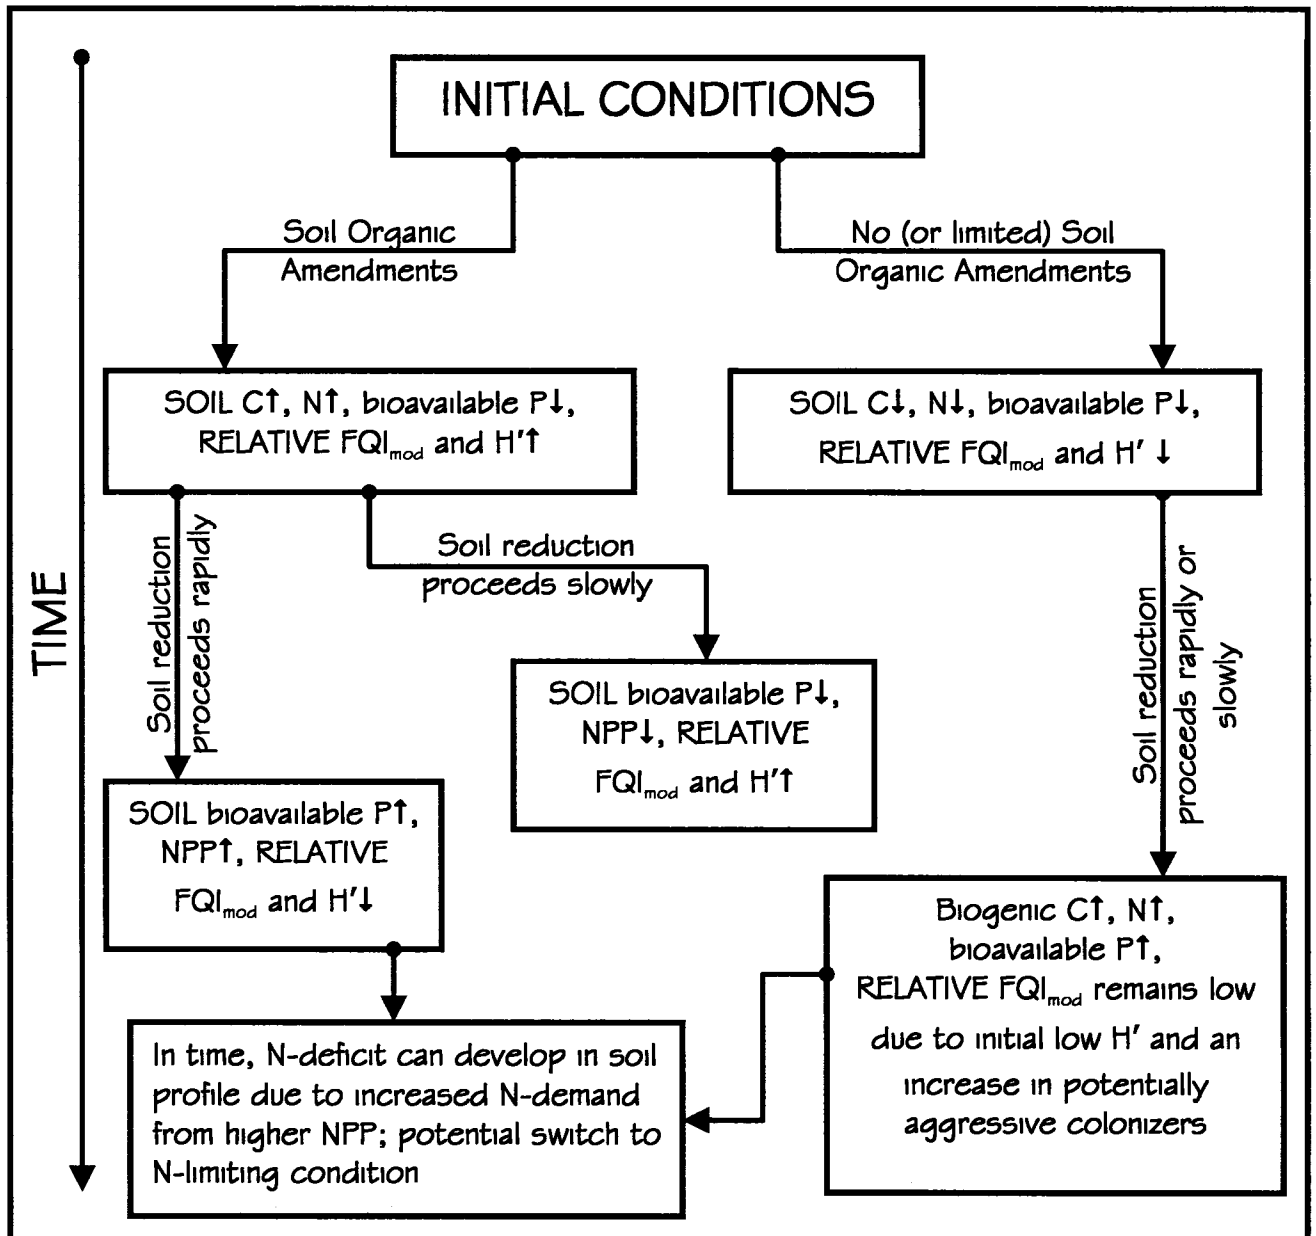 INITIAL CONDITIONS
Soil Organic
Amendments
No (or limited) Soil
Organic Amendments
SOIL C↑, N↑, bioavailable P↓,
RELATIVE FQImod and H'↑
SOIL C↓, N↓, bioavailable P↓,
RELATIVE FQImod and H' ↓
TIME
Soil reduction
proceeds rapidly
Soil reduction
proceeds slowly
Soil reduction
proceeds rapidly or
slowly
SOIL bioavailable P↓,
NPP↓, RELATIVE
FQImod and H'↑
SOIL bioavailable P↑,
NPP↑, RELATIVE
FQImod and H'↓
Biogenic C↑, N↑,
bioavailable P↑,
RELATIVE FQImod remains low
due to initial low H' and an
increase in potentially
aggressive colonizers
In time, N-deficit can develop in soil
profile due to increased N-demand
from higher NPP; potential switch to
N-limiting condition